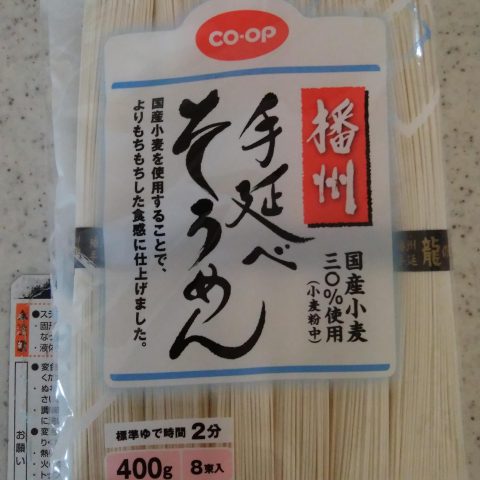 CO·OP
播州
手延べ
そうめん
国産小麦
三〇%使用
(小麦粉中)
国産小麦を使用することで、
よりもちもちした食感に仕上げました。
標準ゆで時間 2分
400g
8束入
龍
お願い